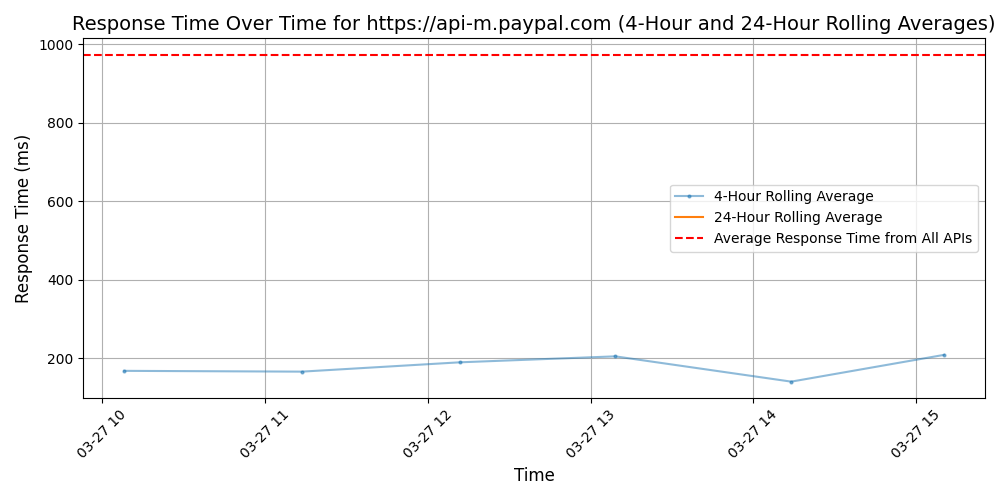 Response Time Over Time for https://api-m.paypal.com (4-Hour and 24-Hour Rolling Averages)
1000
800
600
400
200
Response Time (ms)
4-Hour Rolling Average
24-Hour Rolling Average
Average Response Time from All APIs
03-27 10
03-27 11
03-27 12
03-27 13
03-27 14
03-27 15
Time